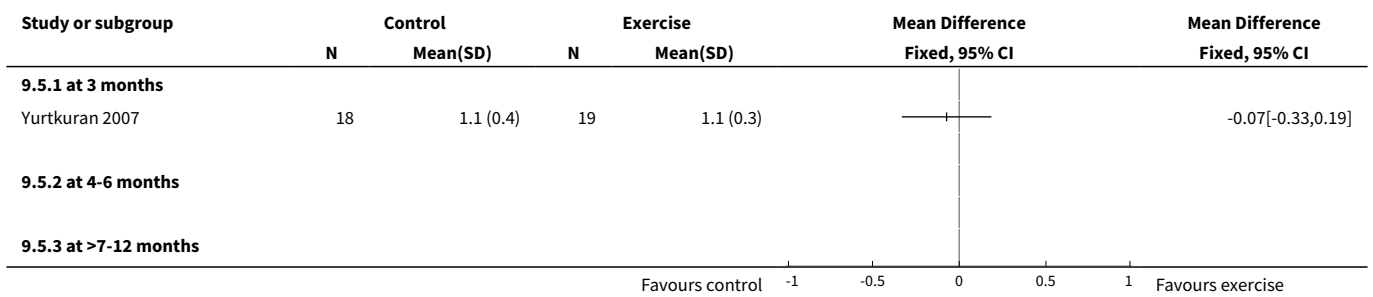 Study or subgroup Control Exercise Mean Difference Mean Difference
N Mean(SD) N Mean(SD) Fixed, 95% CI Fixed, 95% CI
9.5.1 at 3 months
Yurtkuran 2007 18 1.1 (0.4) 19 1.1 (0.3) -0.07[-0.33,0.19]
9.5.2 at 4-6 months
9.5.3 at >7-12 months
Favours control -1 -0.5 0 0.5 1 Favours exercise